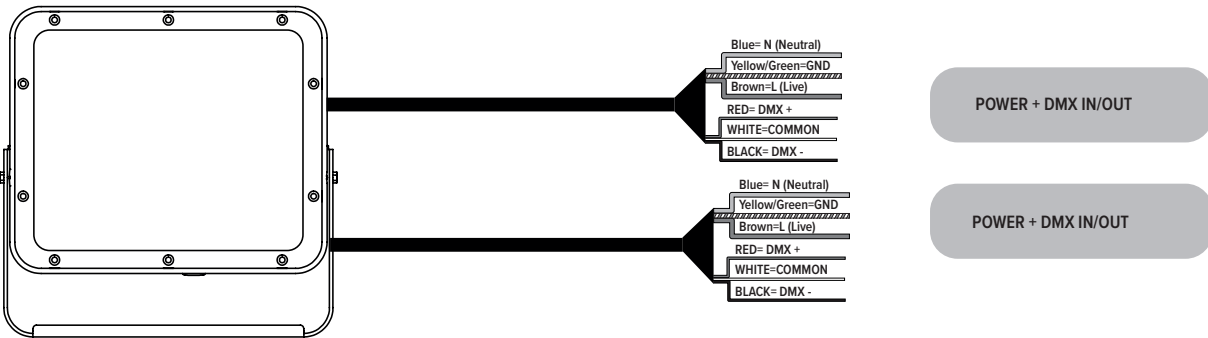 Blue= N (Neutral)
Yellow/Green=GND
Brown=L (Live)
RED= DMX +
WHITE=COMMON
BLACK= DMX -
POWER + DMX IN/OUT
Blue= N (Neutral)
Yellow/Green=GND
Brown=L (Live)
RED= DMX +
WHITE=COMMON
BLACK= DMX -
POWER + DMX IN/OUT